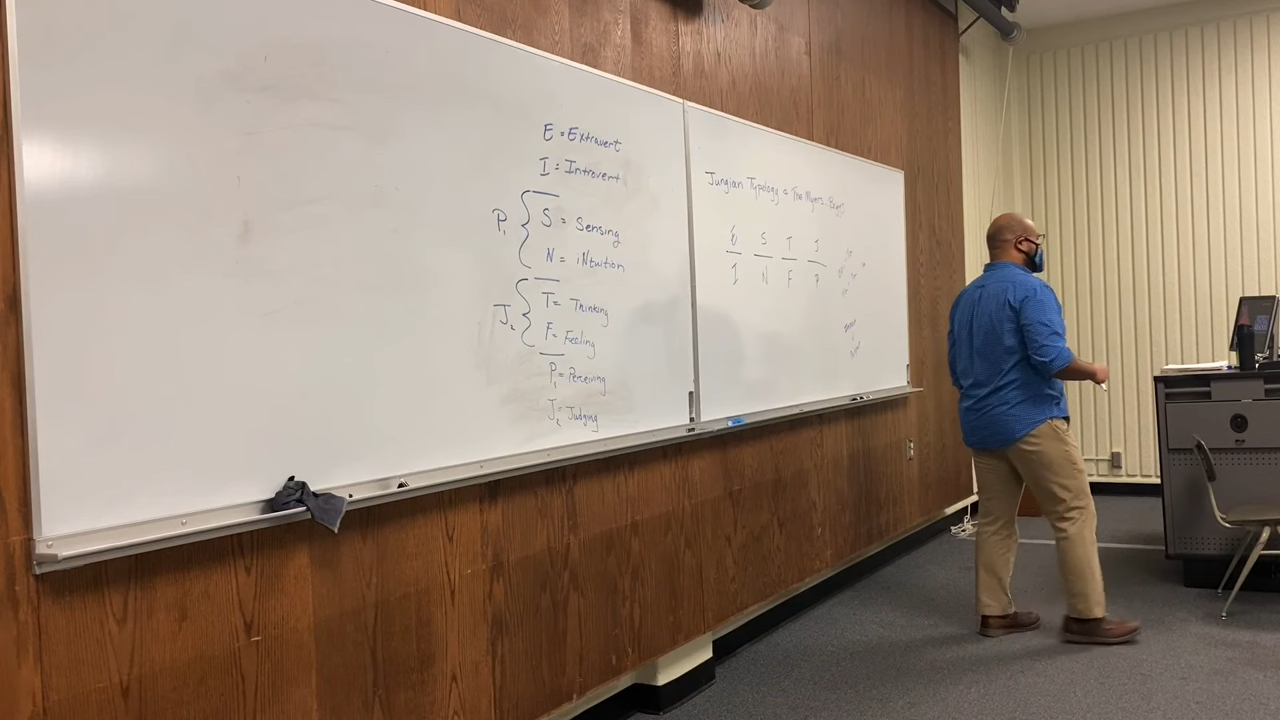 E = Extravert
I = Introvert
P₁ { S = Sensing
N = iNtuition
J₂ { T = Thinking
F = Feeling
P₁ = Perceiving
J₂ = Judging
Jungian Typology & The Myers-Briggs
E S T J
I N F P